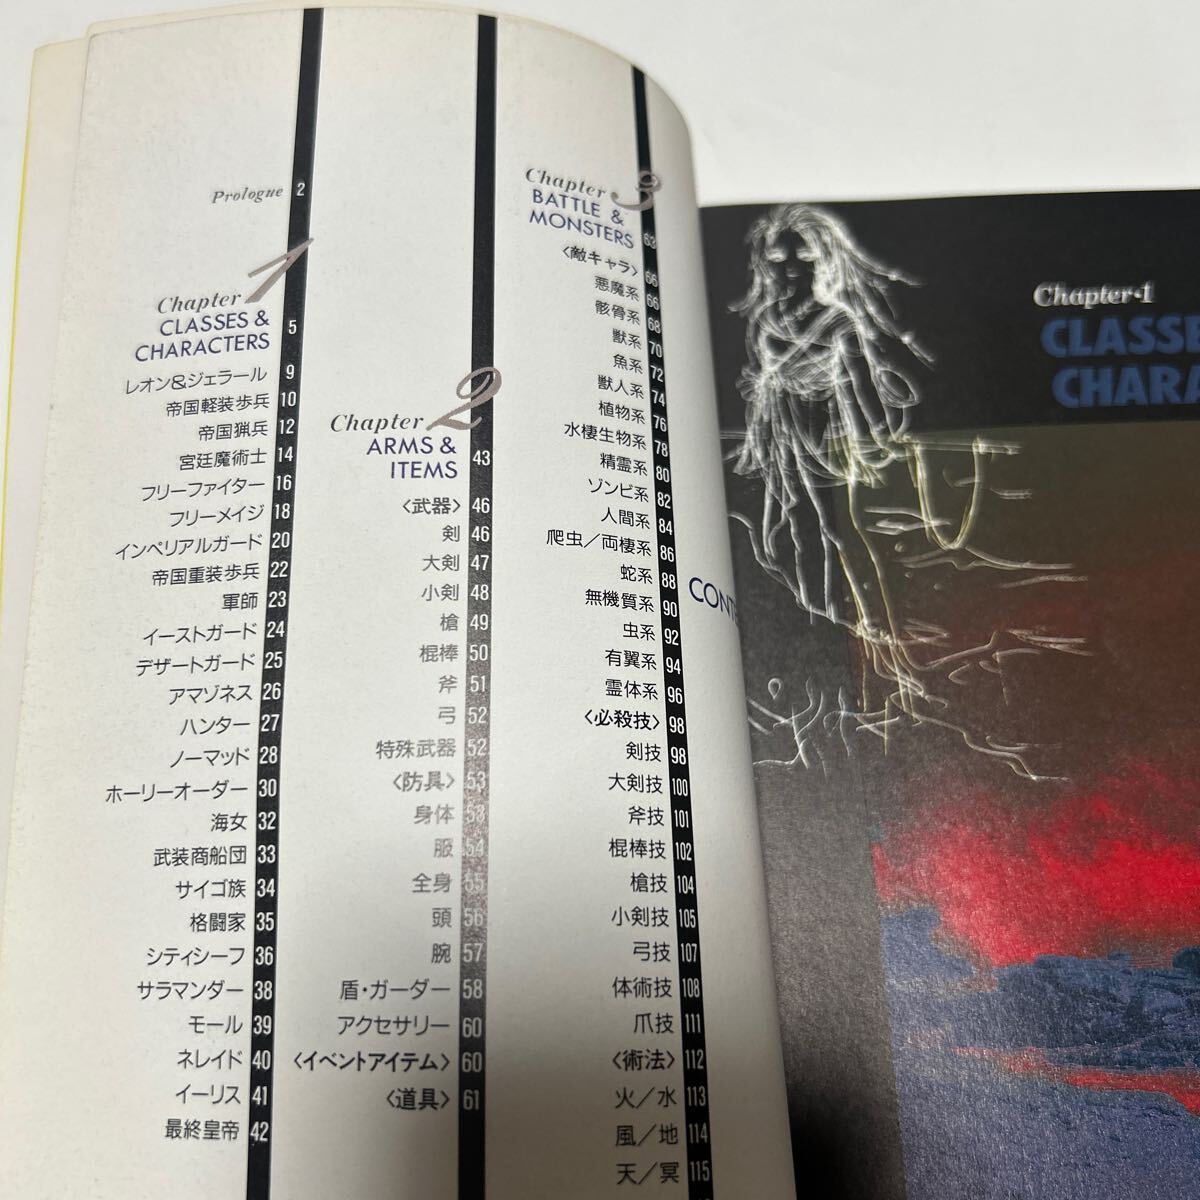 Prologue 2
Chapter 1
CLASSES &
CHARACTERS 5
レオン&ジェラール 9
帝国軽装歩兵 10
帝国猟兵 12
宮廷魔術士 14
フリーファイター 16
フリーメイジ 18
インペリアルガード 20
帝国重装歩兵 22
軍師 23
イーストガード 24
デザートガード 25
アマゾネス 26
ハンター 27
ノーマッド 28
ホーリーオーダー 30
海女 32
武装商船団 33
サイゴ族 34
格闘家 35
シティシーフ 36
サラマンダー 38
モール 39
ネレイド 40
イーリス 41
最終皇帝 42
Chapter 2
ARMS &
ITEMS 43
〈武器〉 46
剣 46
大剣 47
小剣 48
槍 49
棍棒 50
斧 51
弓 52
特殊武器 52
〈防具〉 53
身体 53
服 54
全身 55
頭 56
腕 57
盾・ガーダー 58
アクセサリー 60
〈イベントアイテム〉 60
〈道具〉 61
Chapter 3
BATTLE &
MONSTERS 63
〈敵キャラ〉 66
悪魔系 66
骸骨系 68
獣系 70
魚系 72
獣人系 74
植物系 76
水棲生物系 78
精霊系 80
ゾンビ系 82
人間系 84
爬虫／両棲系 86
蛇系 88
無機質系 90
虫系 92
有翼系 94
霊体系 96
〈必殺技〉 98
剣技 98
大剣技 100
斧技 101
棍棒技 102
槍技 104
小剣技 105
弓技 107
体術技 108
爪技 111
〈術法〉 112
火／水 113
風／地 114
天／冥 115
CONT
Chapter・1
CLASSE
CHARA